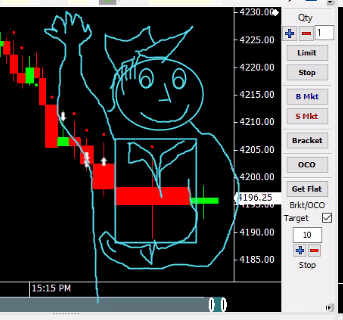 4230.00
4225.00
4220.00
4215.00
4210.00
4205.00
4200.00
4196.25
4195.00
4190.00
4185.00
15:15 PM
Qty
1
Limit
Stop
B Mkt
S Mkt
Bracket
OCO
Get Flat
Brkt/OCO
Target
10
Stop